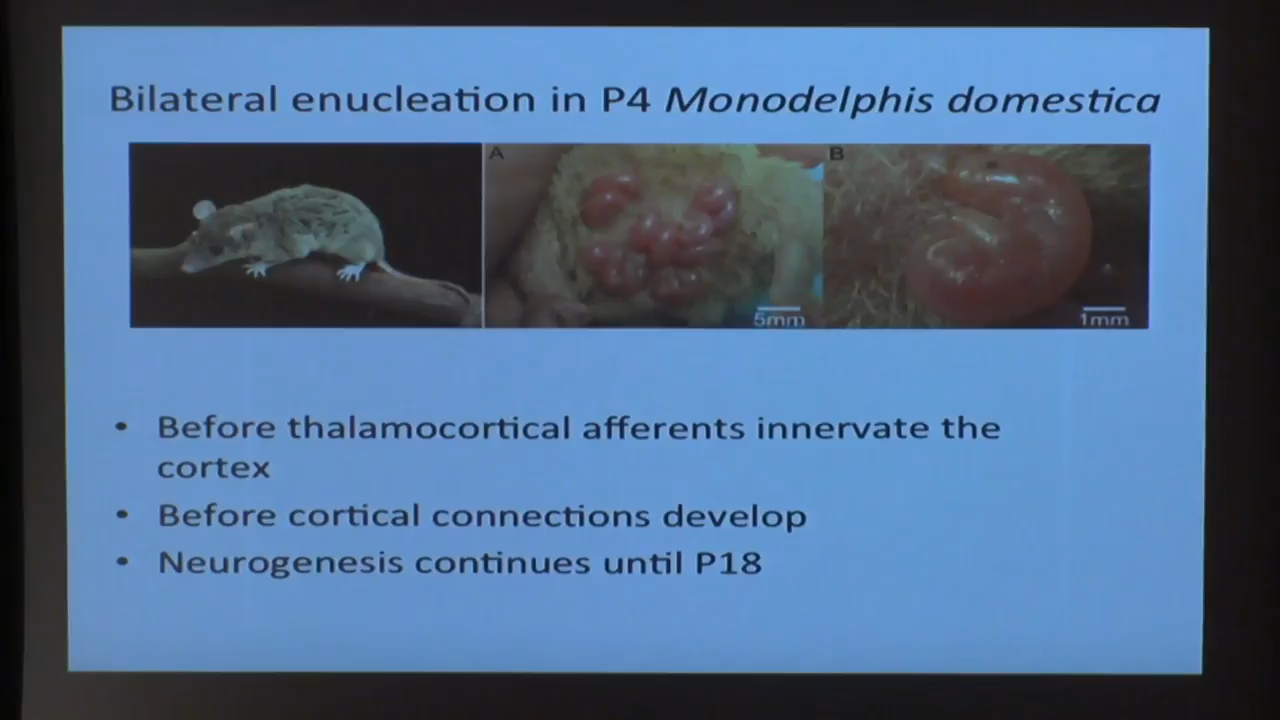 Bilateral enucleation in P4 Monodelphis domestica
A
B
5mm
1mm
• Before thalamocortical afferents innervate the
cortex
• Before cortical connections develop
• Neurogenesis continues until P18